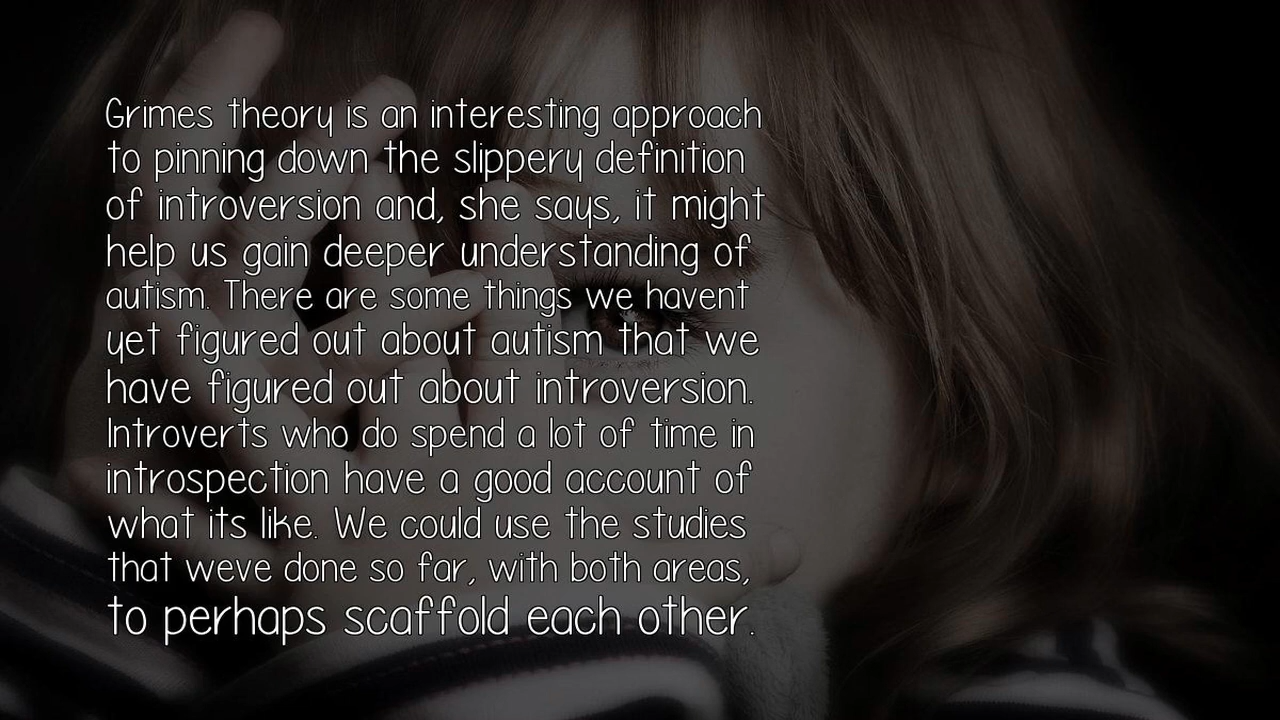 Grimes theory is an interesting approach
to pinning down the slippery definition
of introversion and, she says, it might
help us gain deeper understanding of
autism. There are some things we havent
yet figured out about autism that we
have figured out about introversion.
Introverts who do spend a lot of time in
introspection have a good account of
what its like. We could use the studies
that weve done so far, with both areas,
to perhaps scaffold each other.